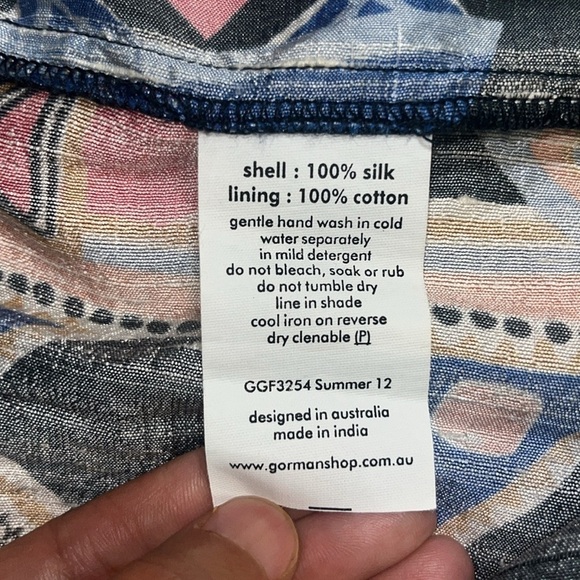 shell : 100% silk
lining : 100% cotton
gentle hand wash in cold
water separately
in mild detergent
do not bleach, soak or rub
do not tumble dry
line in shade
cool iron on reverse
dry clenable (P)
GGF3254 Summer 12
designed in australia
made in india
www.gormanshop.com.au